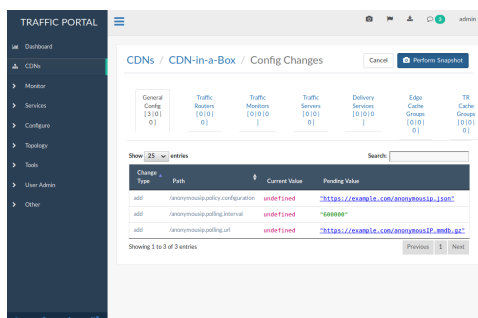 TRAFFIC PORTAL
3
admin
Dashboard
CDNs
Monitor
Services
Configure
Topology
Tools
User Admin
Other
CDNs / CDN-in-a-Box / Config Changes
Cancel
Perform Snapshot
General Config [ 3 | 0 | 0 ]
Traffic Routers [ 0 | 0 | 0 ]
Traffic Monitors [ 0 | 0 | 0 ]
Traffic Servers [ 0 | 0 | 0 ]
Delivery Services [ 0 | 0 | 0 ]
Edge Cache Groups [ 0 | 0 | 0 ]
TR Cache Groups [ 0 | 0 | 0 ]
Show 25 entries
Search:
Change Type Path Current Value Pending Value
add /anonymousip.policy.configuration undefined "https://example.com/anonymousip.json"
add /anonymousip.polling.interval undefined "600000"
add /anonymousip.polling.url undefined "https://example.com/anonymousIP.mmdb.gz"
Showing 1 to 3 of 3 entries
Previous 1 Next